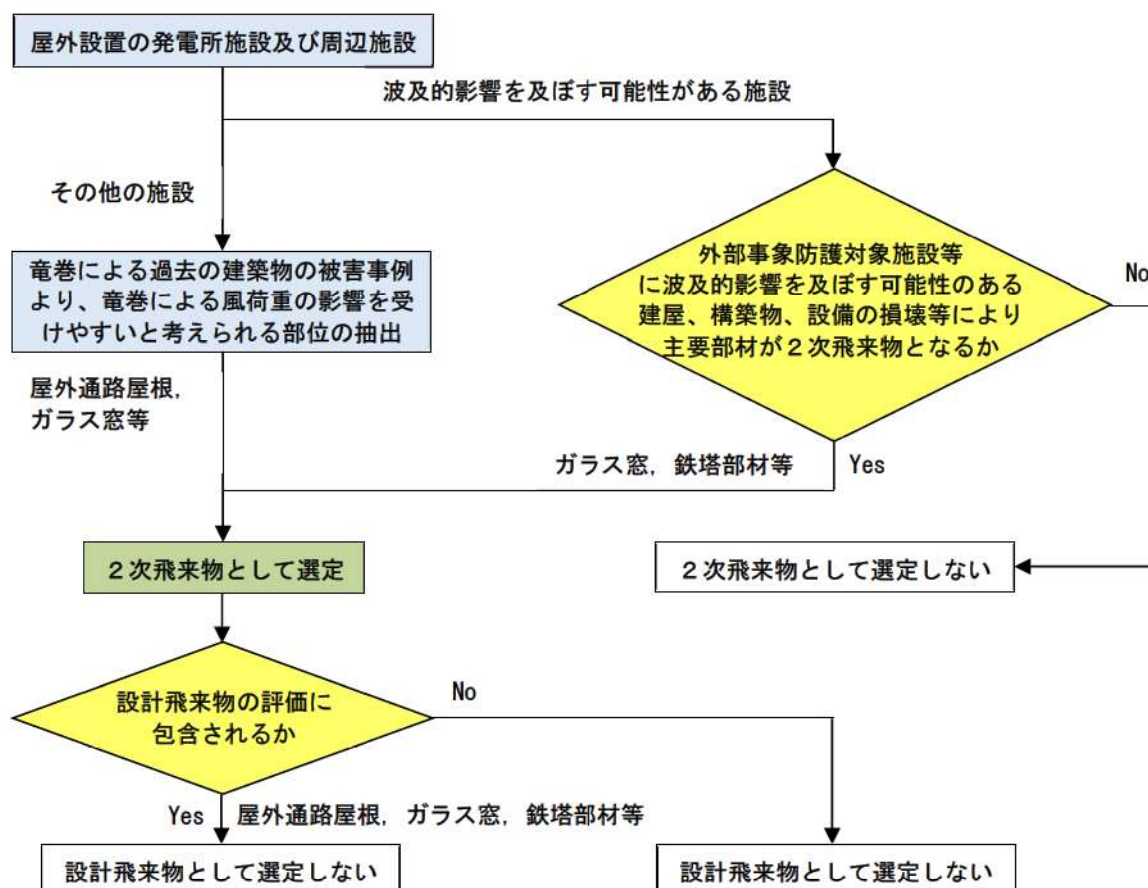 屋外設置の発電所施設及び周辺施設
波及的影響を及ぼす可能性がある施設
その他の施設
竜巻による過去の建築物の被害事例
より、竜巻による風荷重の影響を受
けやすいと考えられる部位の抽出
外部事象防護対象施設等
に波及的影響を及ぼす可能性のある
建屋、構築物、設備の損壊等により
主要部材が２次飛来物となるか
No
屋外通路屋根，
ガラス窓等
ガラス窓，鉄塔部材等
Yes
２次飛来物として選定
２次飛来物として選定しない
設計飛来物の評価に
包含されるか
No
Yes
屋外通路屋根，ガラス窓，鉄塔部材等
設計飛来物として選定しない
設計飛来物として選定しない